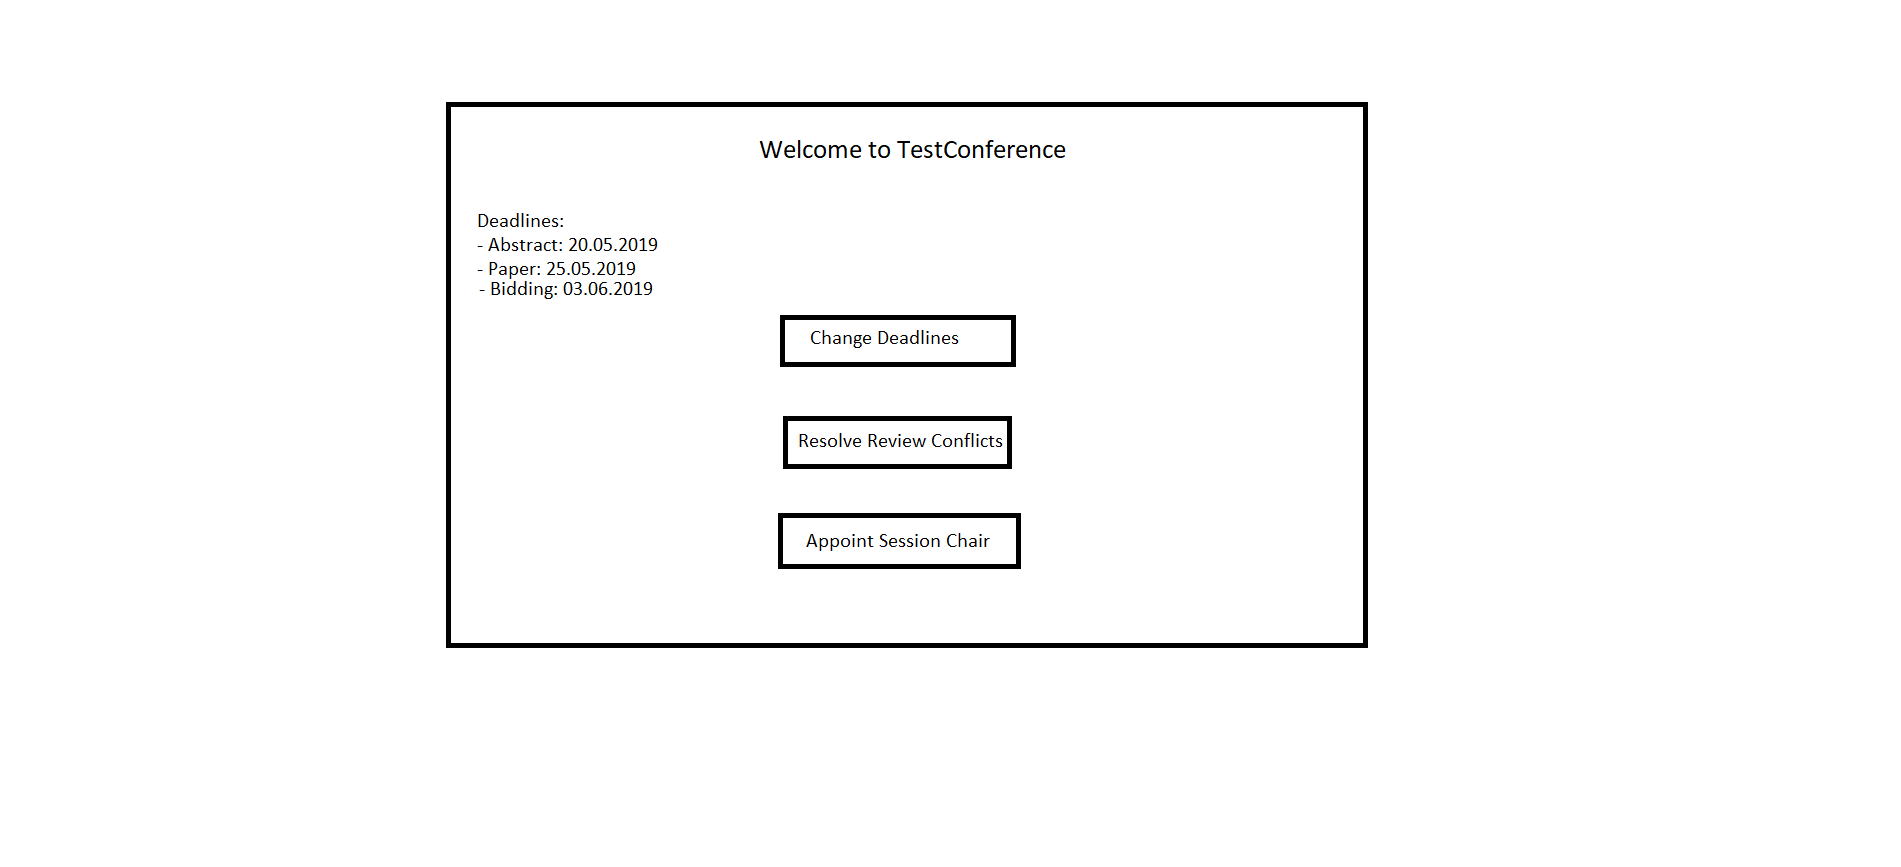 Welcome to TestConference
Deadlines:
- Abstract: 20.05.2019
- Paper: 25.05.2019
- Bidding: 03.06.2019
Change Deadlines
Resolve Review Conflicts
Appoint Session Chair